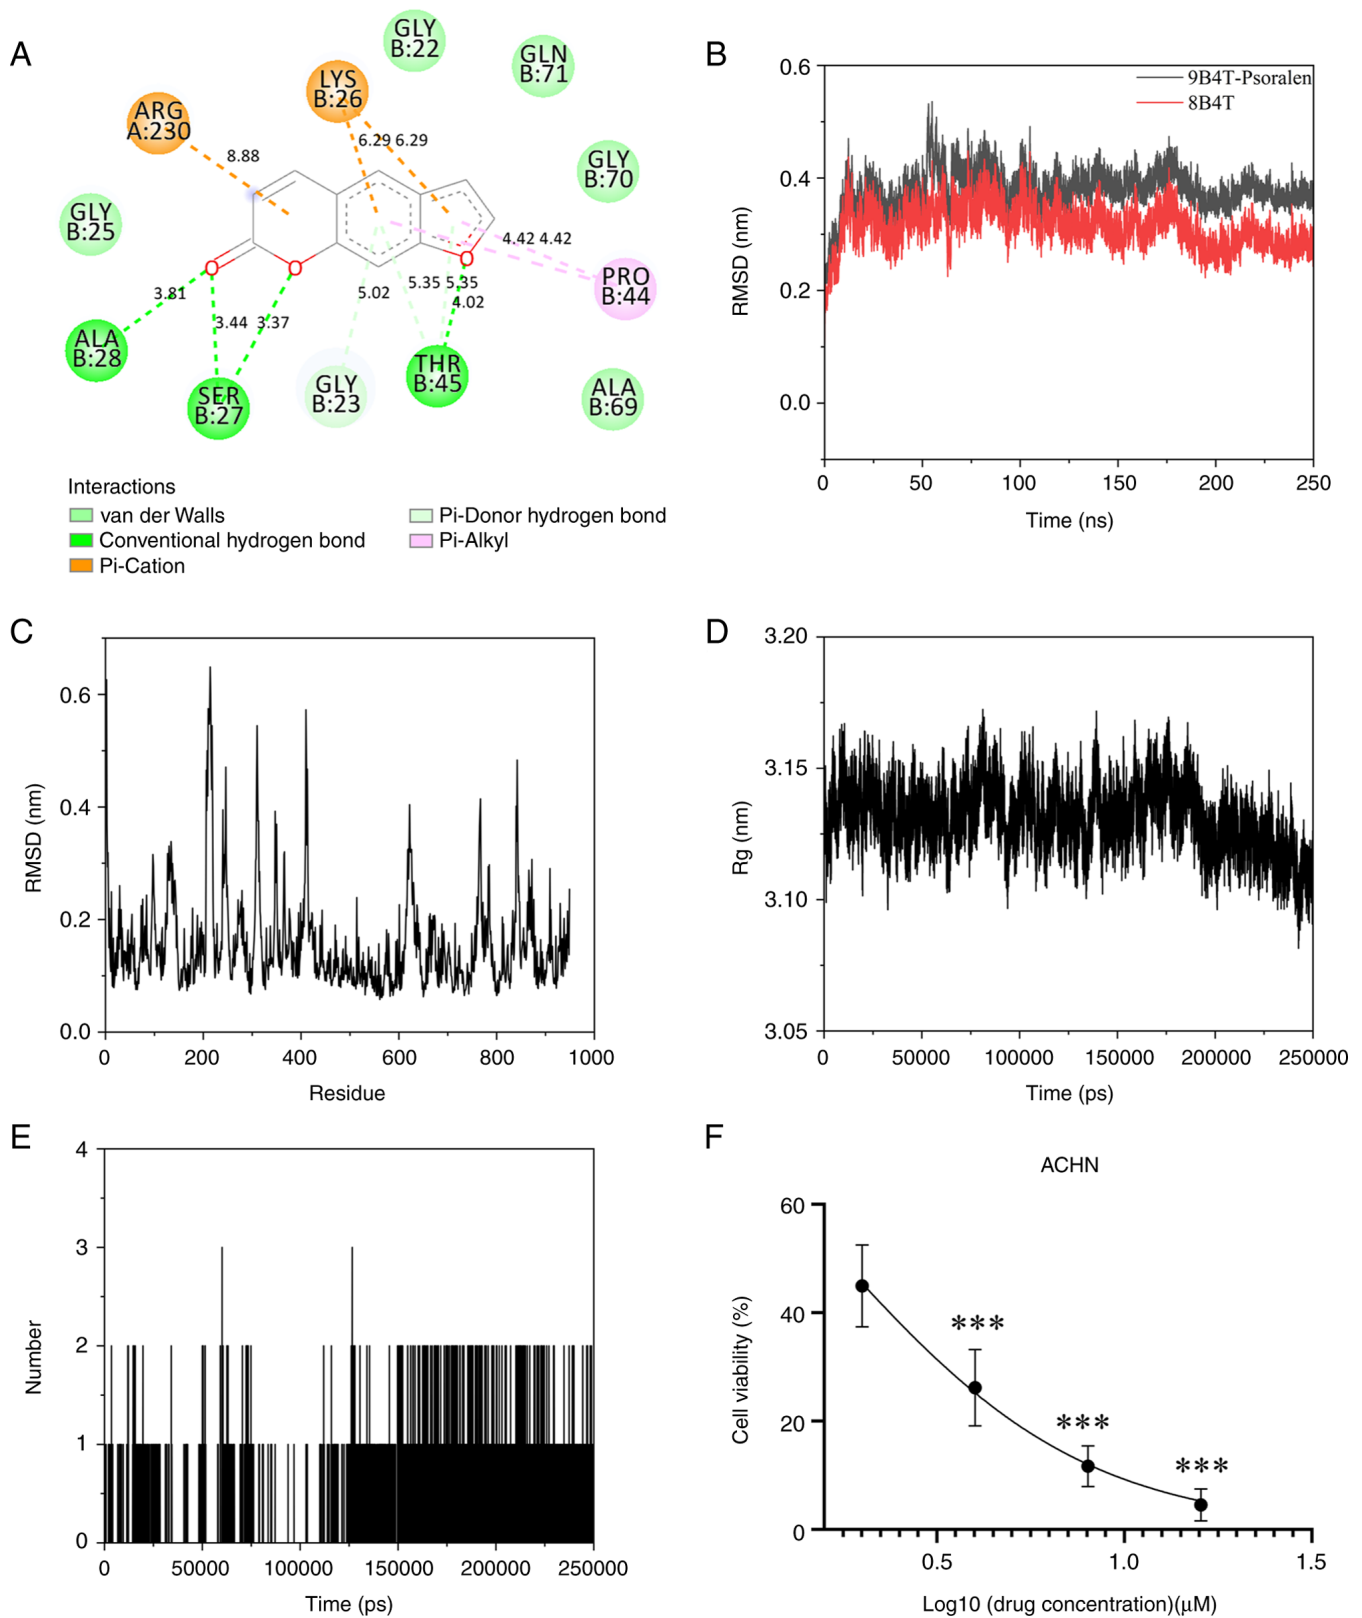 A
GLY
B:22
GLN
B:71
LYS
B:26
ARG
A:230
6.29 6.29
8.88
GLY
B:70
GLY
B:25
4.42 4.42
O
O
O
PRO
B:44
3.81
5.02
5.35
5.35
4.02
3.44
3.37
ALA
B:28
SER
B:27
GLY
B:23
THR
B:45
ALA
B:69
Interactions
van der Walls
Conventional hydrogen bond
Pi-Cation
Pi-Donor hydrogen bond
Pi-Alkyl
B
0.6
0.4
0.2
0.0
RMSD (nm)
9B4T-Psoralen
8B4T
0 50 100 150 200 250
Time (ns)
C
0.6
0.4
0.2
0.0
RMSD (nm)
0 200 400 600 800 1000
Residue
D
3.20
3.15
3.10
3.05
Rg (nm)
0 50000 100000 150000 200000 250000
Time (ps)
E
4
3
2
1
0
Number
0 50000 100000 150000 200000 250000
Time (ps)
F
ACHN
60
40
20
0
Cell viability (%)
***
***
***
0.5 1.0 1.5
Log10 (drug concentration)(μM)